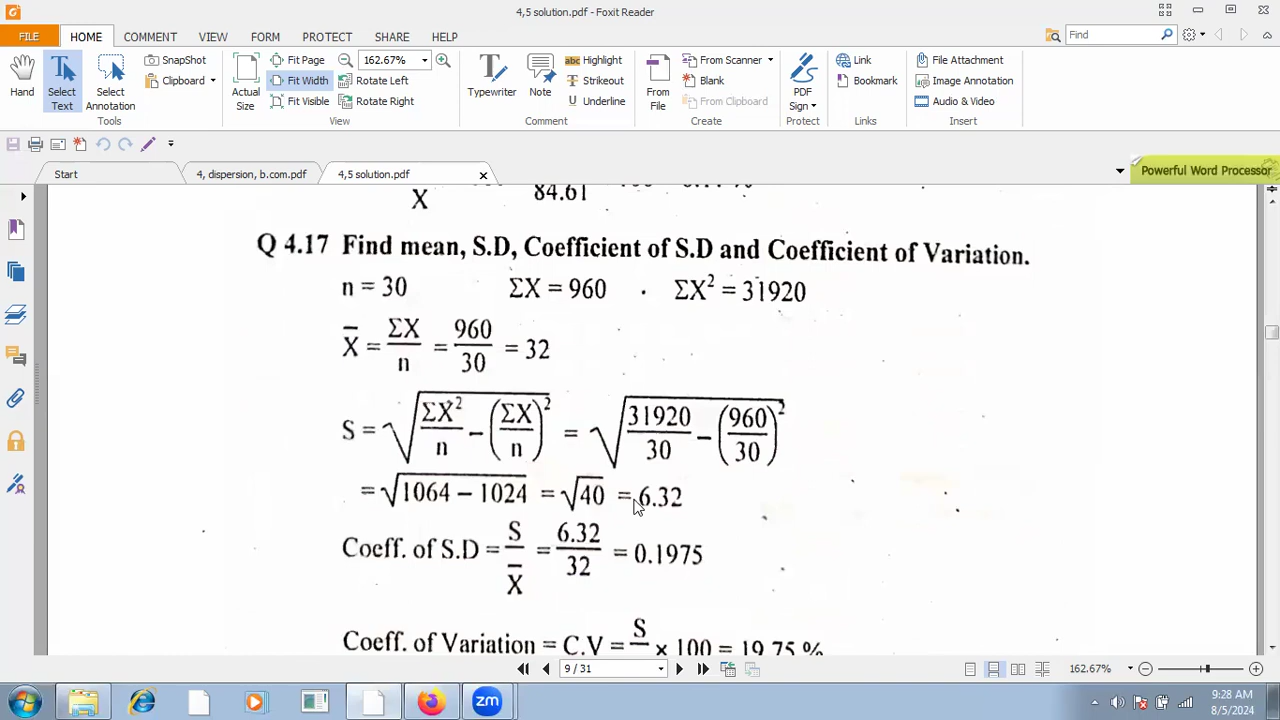 4,5 solution.pdf - Foxit Reader
FILE HOME COMMENT VIEW FORM PROTECT SHARE HELP Find
Hand
Select Text
Select Annotation
SnapShot
Clipboard
Tools
Actual Size
Fit Page
Fit Width
Fit Visible
162.67%
Rotate Left
Rotate Right
View
Typewriter
Note
Highlight
Strikeout
Underline
Comment
From File
From Scanner
Blank
From Clipboard
Create
PDF Sign
Protect
Link
Bookmark
Links
File Attachment
Image Annotation
Audio & Video
Insert
Start 4, dispersion, b.com.pdf 4,5 solution.pdf Powerful Word Processor
X 84.61
Q 4.17 Find mean, S.D, Coefficient of S.D and Coefficient of Variation.
n = 30 ΣX = 960 ΣX² = 31920
X̄ = ΣX/n = 960/30 = 32
S = √(ΣX²/n − (ΣX/n)²) = √(31920/30 − (960/30)²)
= √(1064 − 1024) = √40 = 6.32
Coeff. of S.D = S/X̄ = 6.32/32 = 0.1975
Coeff. of Variation = C.V = S × 100 = 19.75 %
9 / 31 162.67%
zm
9:28 AM
8/5/2024